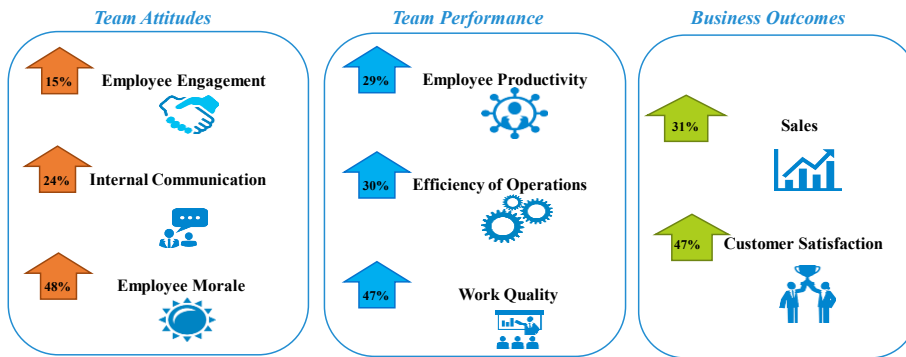 Team Attitudes
15%
Employee Engagement
24%
Internal Communication
48%
Employee Morale
Team Performance
29%
Employee Productivity
30%
Efficiency of Operations
47%
Work Quality
Business Outcomes
31%
Sales
47%
Customer Satisfaction